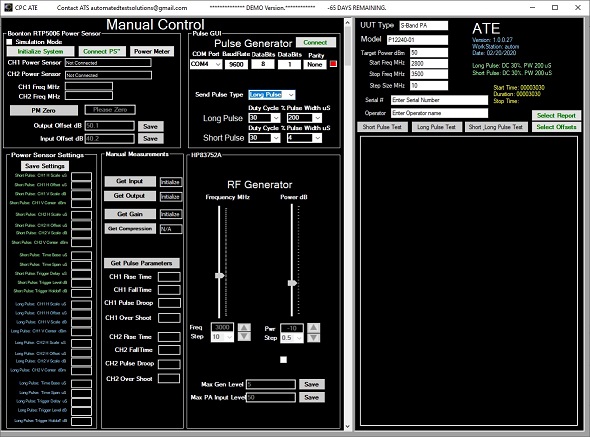 CPC ATE Contact ATS automatedtestsolutions@gmail.com ************** DEMO Version.************** -65 DAYS REMAINING.
Manual Control
Boonton RTP5006 Power Sensor
Simulation Mode
Initialize System Connect PS" Power Meter
CH1 Power Sensor Not Connected
CH2 Power Sensor Not Connected
CH1 Freq MHz
CH2 Freq MHz
PM Zero Please Zero
Output Offset dB 50.1 Save
Input Offset dB 40.2 Save
Pulse GUI
Pulse Generator Connect
COM Port BaudRate DataBits DataBits Parity
COM4 9600 8 1 None
Send Pulse Type Long Pulse
Duty Cycle % Pulse Width uS
Long Pulse 30 200
Duty Cycle % Pulse Width uS
Short Pulse 30 4
Power Sensor Settings
Save Settings
Short Pulse: CH1 H Scale uS
Short Pulse: CH1 H Offset uS
Short Pulse: CH1 V Scale dB
Short Pulse: CH1 V Center dBm
Short Pulse: CH2 H Scale uS
Short Pulse: CH2 H Offset uS
Short Pulse: CH2 V Scale dB
Short Pulse: CH2 V Center dBm
Short Pulse: Time Base uS
Short Pulse: Time Span uS
Short Pulse:Trigger Delay uS
Short Pulse:Trigger Level dB
Short Pulse:Trigger Holdoff dB
Long Pulse: CH1 H Scale uS
Long Pulse: CH1 H Offset uS
Long Pulse: CH1 V Scale dB
Long Pulse: CH1 V Center dBm
Long Pulse: CH2 H Scale uS
Long Pulse: CH2 H Offset uS
Long Pulse: CH2 V Scale dB
Long Pulse: CH2 V Center dBm
Long Pulse: Time Base uS
Long Pulse: Time Span uS
Long Pulse:Trigger Delay uS
Long Pulse:Trigger Level dB
Long Pulse:Trigger Holdoff uS
Manual Measurements
Get Input Initialize
Get Output Initialize
Get Gain Initialize
Get Compression N/A
Get Pulse Parameters
CH1 Rise Time
CH1 FallTime
CH1 Pulse Droop
CH1 Over Shoot
CH2 Rise Time
CH2 FallTime
CH2 Pulse Droop
CH2 Over Shoot
HP83752A
RF Generator
Frequency MHz Power dB
Freq 3000 Pwr -10
Step 10 Step 0.5
Max Gen Level 5 Save
Max PA Input Level 50 Save
UUT Type S-Band PA
Model P12240-01
Target Power dBm 50
Start Freq MHz 2800
Stop Freq MHz 3500
Step Size MHz 10
Serial # Enter Serial Number
Operator Enter Operator name
ATE
Version: 1.0.0.27
WorkStation: autom
Date: 02/20/2020
Long Pulse: DC 30% PW 200 uS
Short Pulse: DC 30% PW 200 uS
Start Time: 00003030
Duration: 00003030
Stop Time:
Select Report
Short Pulse Test Long Pulse Test Short_Long Pulse Test Select Offsets